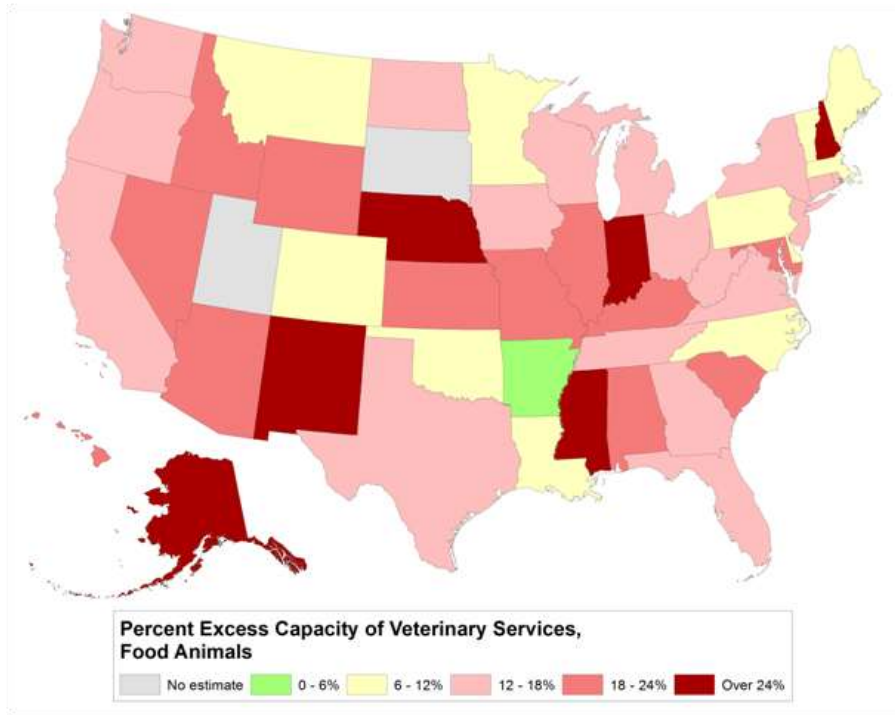 Percent Excess Capacity of Veterinary Services,
Food Animals
No estimate 0 - 6% 6 - 12% 12 - 18% 18 - 24% Over 24%